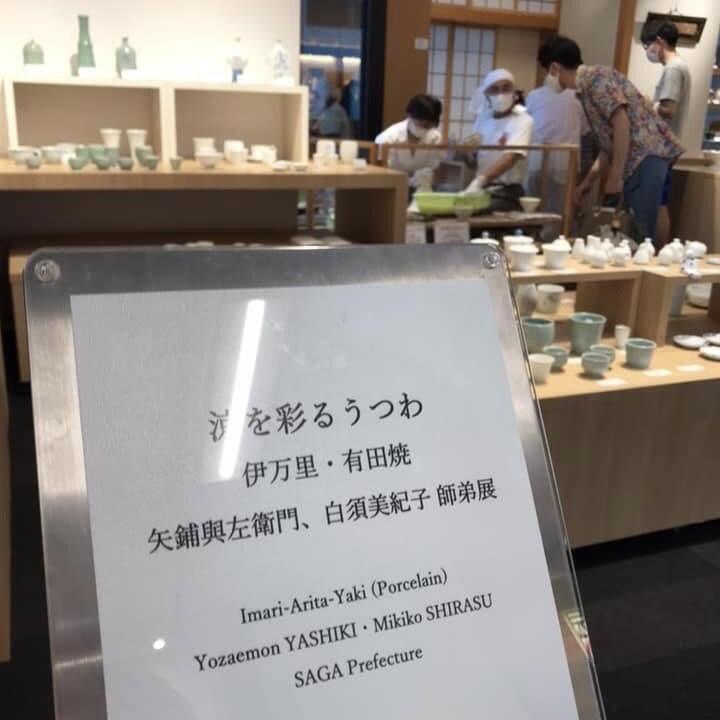 を彩るうつわ
伊万里・有田焼
矢鋪與左衛門、白須美紀子 師弟展
Imari-Arita-Yaki (Porcelain)
Yozaemon YASHIKI・Mikiko SHIRASU
SAGA Prefecture